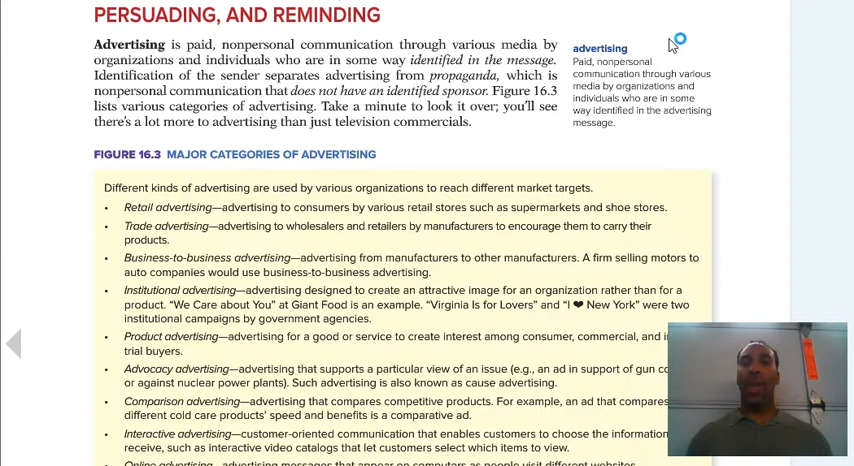 PERSUADING, AND REMINDING
Advertising is paid, nonpersonal communication through various media by
organizations and individuals who are in some way identified in the message.
Identification of the sender separates advertising from propaganda, which is
nonpersonal communication that does not have an identified sponsor. Figure 16.3
lists various categories of advertising. Take a minute to look it over; you'll see
there's a lot more to advertising than just television commercials.
advertising
Paid, nonpersonal
communication through various
media by organizations and
individuals who are in some
way identified in the advertising
message.
FIGURE 16.3 MAJOR CATEGORIES OF ADVERTISING
Different kinds of advertising are used by various organizations to reach different market targets.
• Retail advertising—advertising to consumers by various retail stores such as supermarkets and shoe stores.
• Trade advertising—advertising to wholesalers and retailers by manufacturers to encourage them to carry their
products.
• Business-to-business advertising—advertising from manufacturers to other manufacturers. A firm selling motors to
auto companies would use business-to-business advertising.
• Institutional advertising—advertising designed to create an attractive image for an organization rather than for a
product. "We Care about You" at Giant Food is an example. "Virginia Is for Lovers" and "I ❤ New York" were two
institutional campaigns by government agencies.
• Product advertising—advertising for a good or service to create interest among consumer, commercial, and
trial buyers.
• Advocacy advertising—advertising that supports a particular view of an issue (e.g., an ad in support of gun
or against nuclear power plants). Such advertising is also known as cause advertising.
• Comparison advertising—advertising that compares competitive products. For example, an ad that compares
different cold care products' speed and benefits is a comparative ad.
• Interactive advertising—customer-oriented communication that enables customers to choose the information
receive, such as interactive video catalogs that let customers select which items to view.
• Online advertising—advertising messages that appear on computers as people visit different websites.